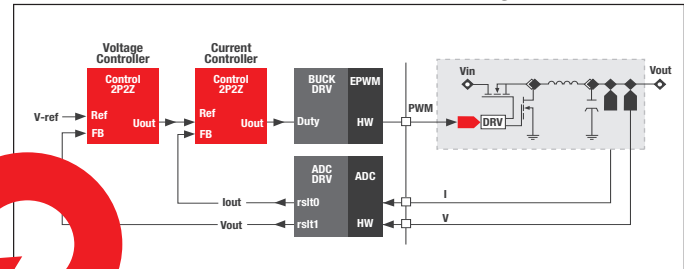 Voltage
Controller
Current
Controller
Control
2P2Z
Ref
FB
Uout
V-ref
Control
2P2Z
Ref
FB
Uout
BUCK
DRV
EPWM
Duty
HW
PWM
Vin
Vout
DRV
ADC
DRV
ADC
rslt0
rslt1
HW
Iout
Vout
I
V